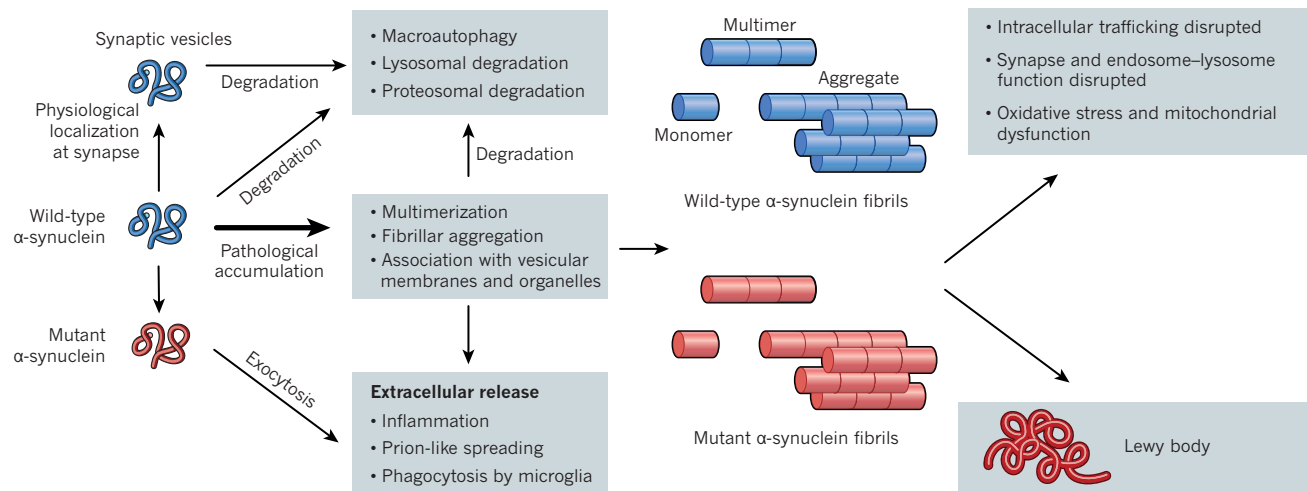 Synaptic vesicles
Physiological
localization
at synapse
Wild-type
α-synuclein
Mutant
α-synuclein
Degradation
Degradation
Pathological
accumulation
Exocytosis
• Macroautophagy
• Lysosomal degradation
• Proteosomal degradation
Degradation
• Multimerization
• Fibrillar aggregation
• Association with vesicular
membranes and organelles
Extracellular release
• Inflammation
• Prion-like spreading
• Phagocytosis by microglia
Multimer
Aggregate
Monomer
Wild-type α-synuclein fibrils
Mutant α-synuclein fibrils
• Intracellular trafficking disrupted
• Synapse and endosome–lysosome
function disrupted
• Oxidative stress and mitochondrial
dysfunction
Lewy body